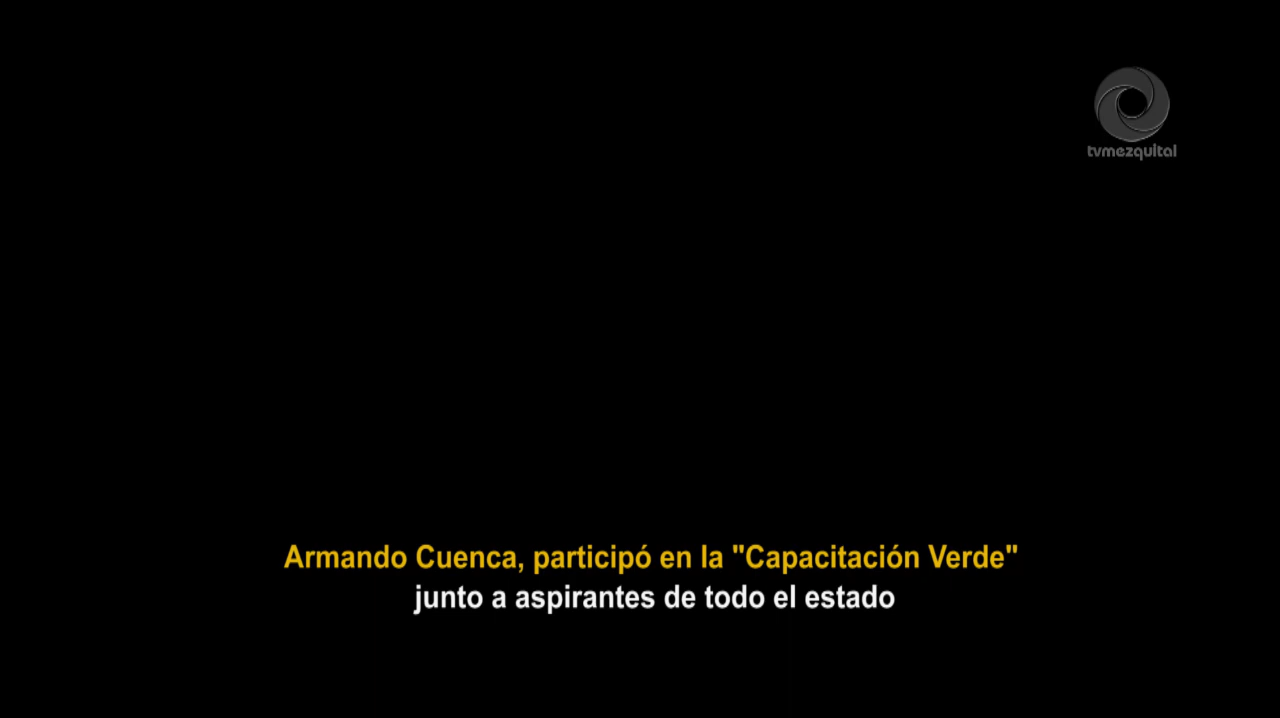 tvmezquital
Armando Cuenca, participó en la "Capacitación Verde"
junto a aspirantes de todo el estado